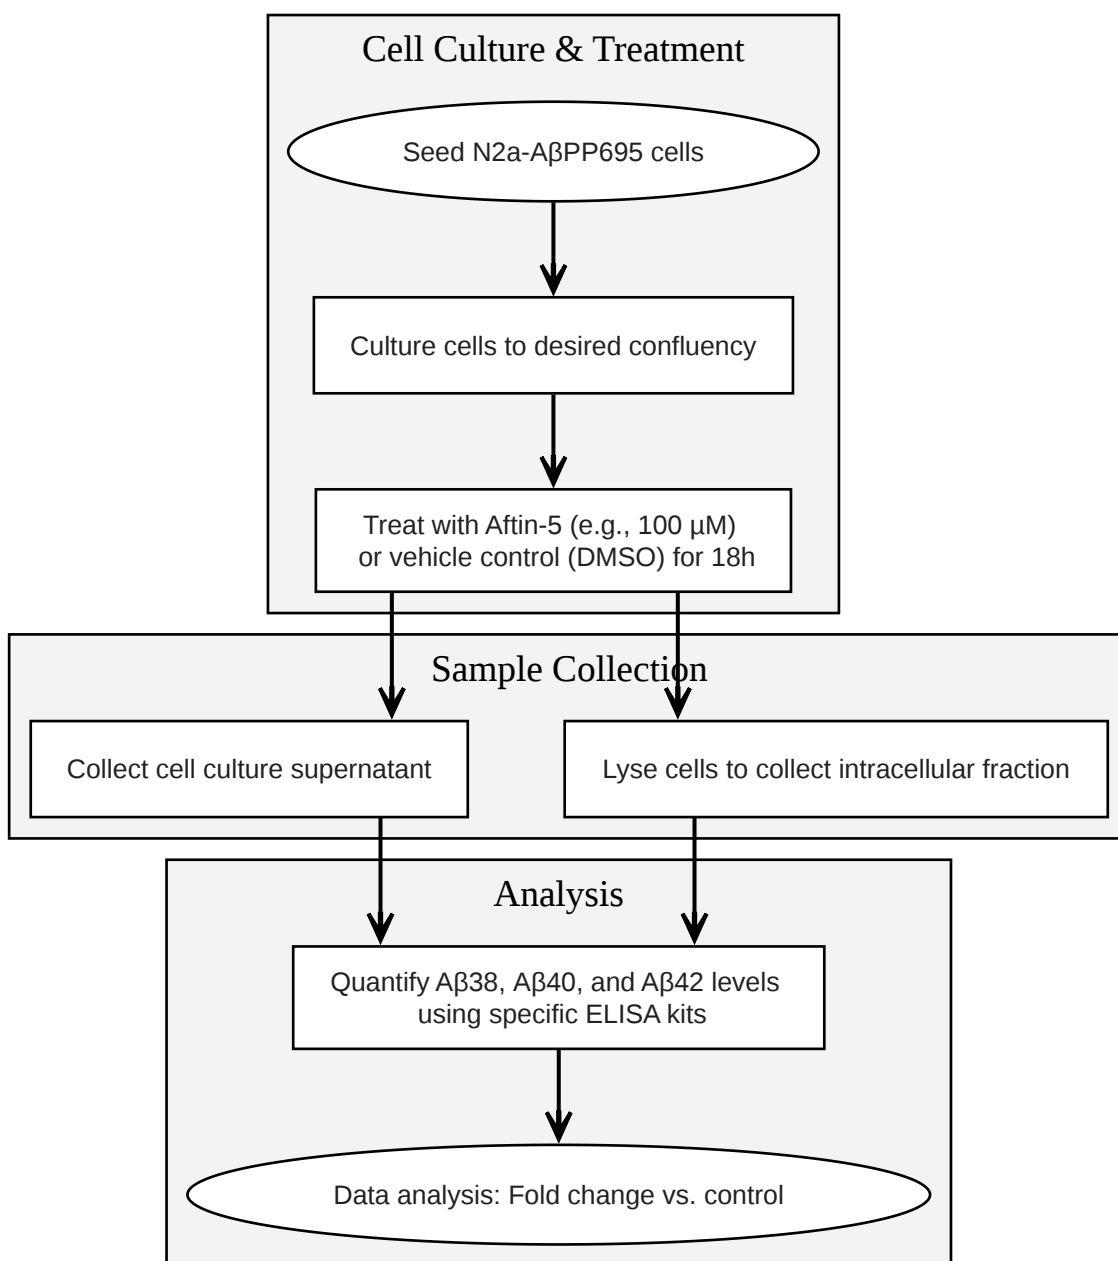 Cell Culture & Treatment
Seed N2a-AβPP695 cells
Culture cells to desired confluency
Treat with Aftin-5 (e.g., 100 µM)
or vehicle control (DMSO) for 18h
Sample Collection
Collect cell culture supernatant
Lyse cells to collect intracellular fraction
Analysis
Quantify Aβ38, Aβ40, and Aβ42 levels
using specific ELISA kits
Data analysis: Fold change vs. control